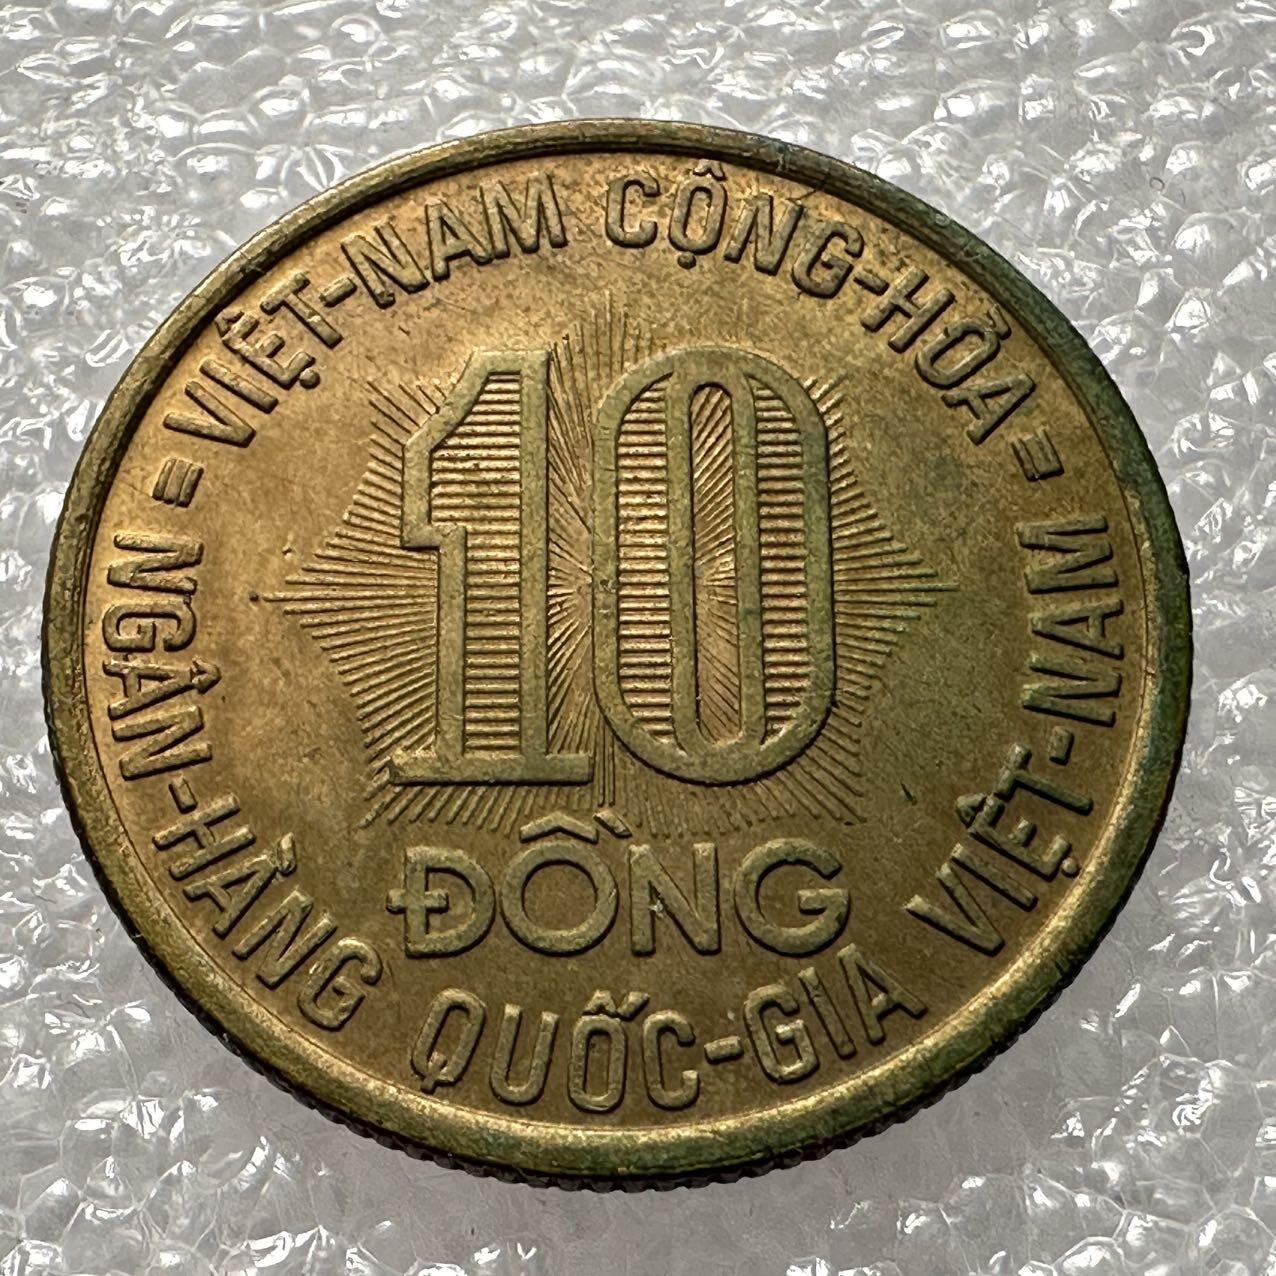 = VIỆT-NAM CỘNG-HÒA =
10
ĐỒNG
NGÂN-HÀNG QUỐC-GIA VIỆT-NAM